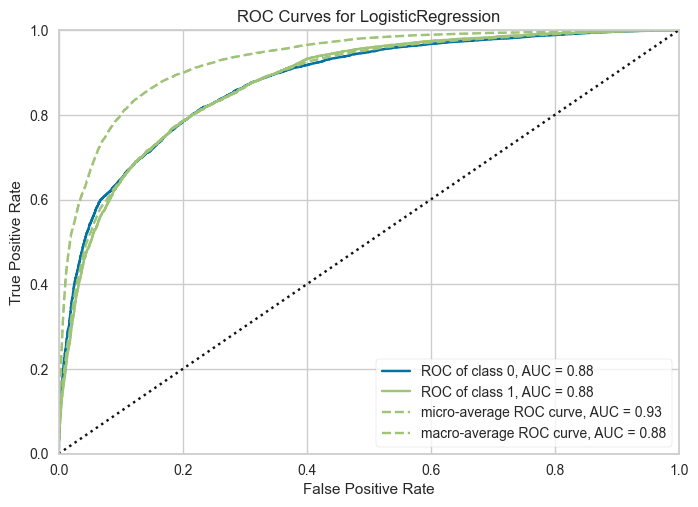 ROC Curves for LogisticRegression
True Positive Rate
1.0
0.8
0.6
0.4
0.2
0.0
ROC of class 0, AUC = 0.88
ROC of class 1, AUC = 0.88
micro-average ROC curve, AUC = 0.93
macro-average ROC curve, AUC = 0.88
0.0 0.2 0.4 0.6 0.8 1.0
False Positive Rate